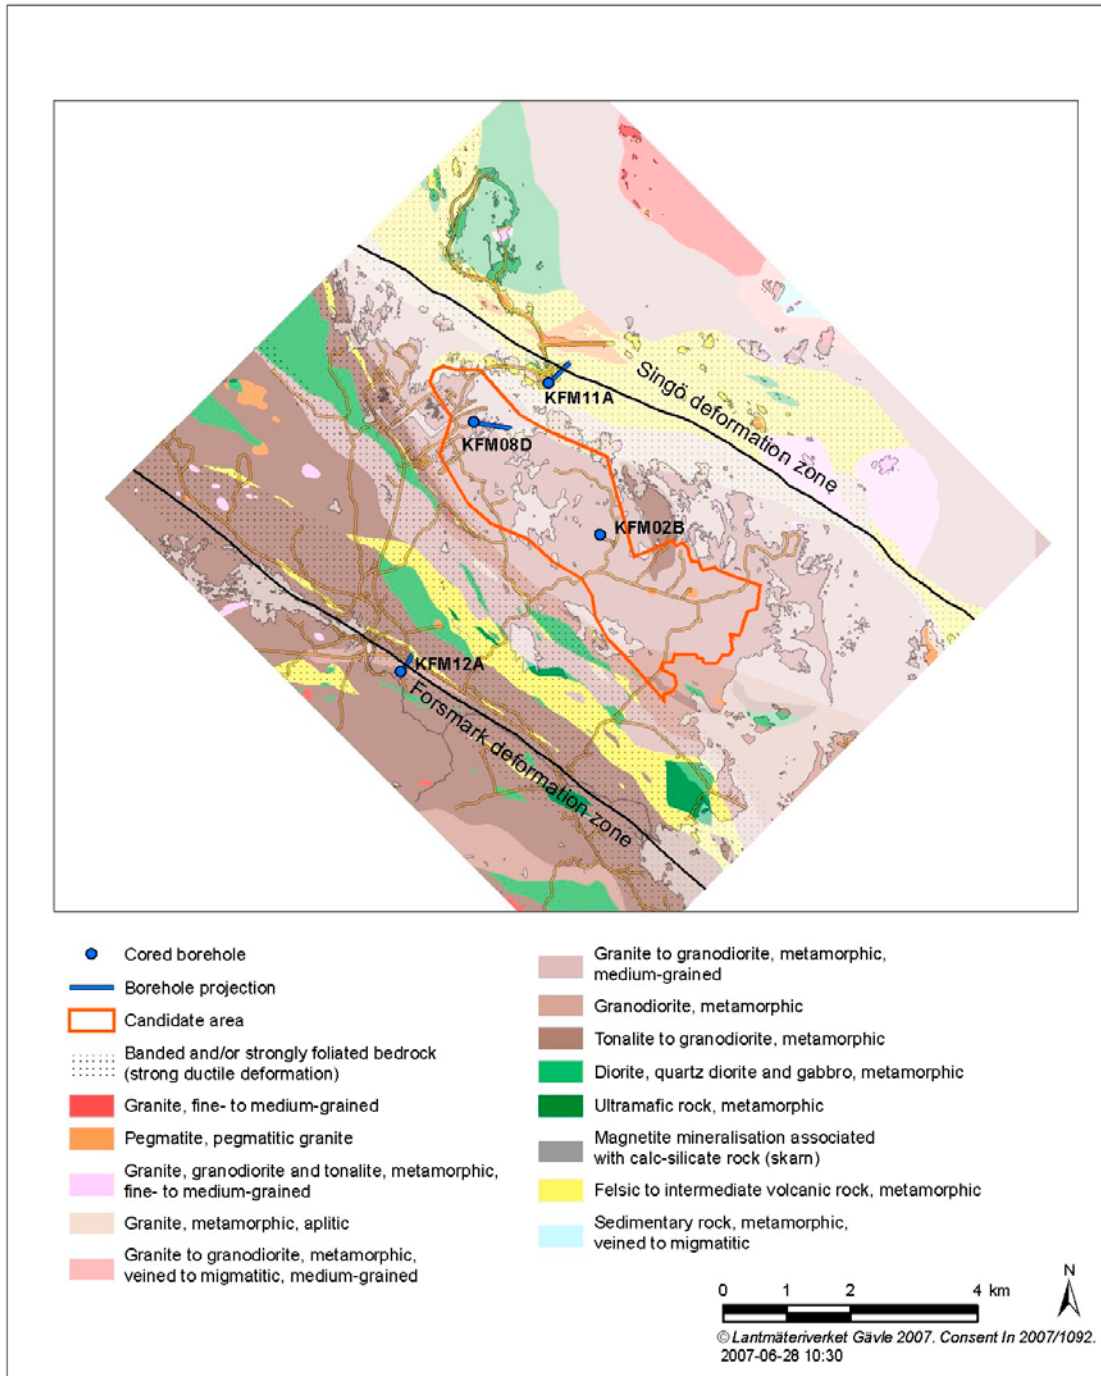 Singö deformation zone
KFM11A
KFM08D
KFM02B
KFM12A
Forsmark deformation zone
Cored borehole
Borehole projection
Candidate area
Banded and/or strongly foliated bedrock
(strong ductile deformation)
Granite, fine- to medium-grained
Pegmatite, pegmatitic granite
Granite, granodiorite and tonalite, metamorphic,
fine- to medium-grained
Granite, metamorphic, aplitic
Granite to granodiorite, metamorphic,
veined to migmatitic, medium-grained
Granite to granodiorite, metamorphic,
medium-grained
Granodiorite, metamorphic
Tonalite to granodiorite, metamorphic
Diorite, quartz diorite and gabbro, metamorphic
Ultramafic rock, metamorphic
Magnetite mineralisation associated
with calc-silicate rock (skarn)
Felsic to intermediate volcanic rock, metamorphic
Sedimentary rock, metamorphic,
veined to migmatitic
N
0 1 2 4 km
© Lantmäteriverket Gävle 2007. Consent In 2007/1092.
2007-06-28 10:30